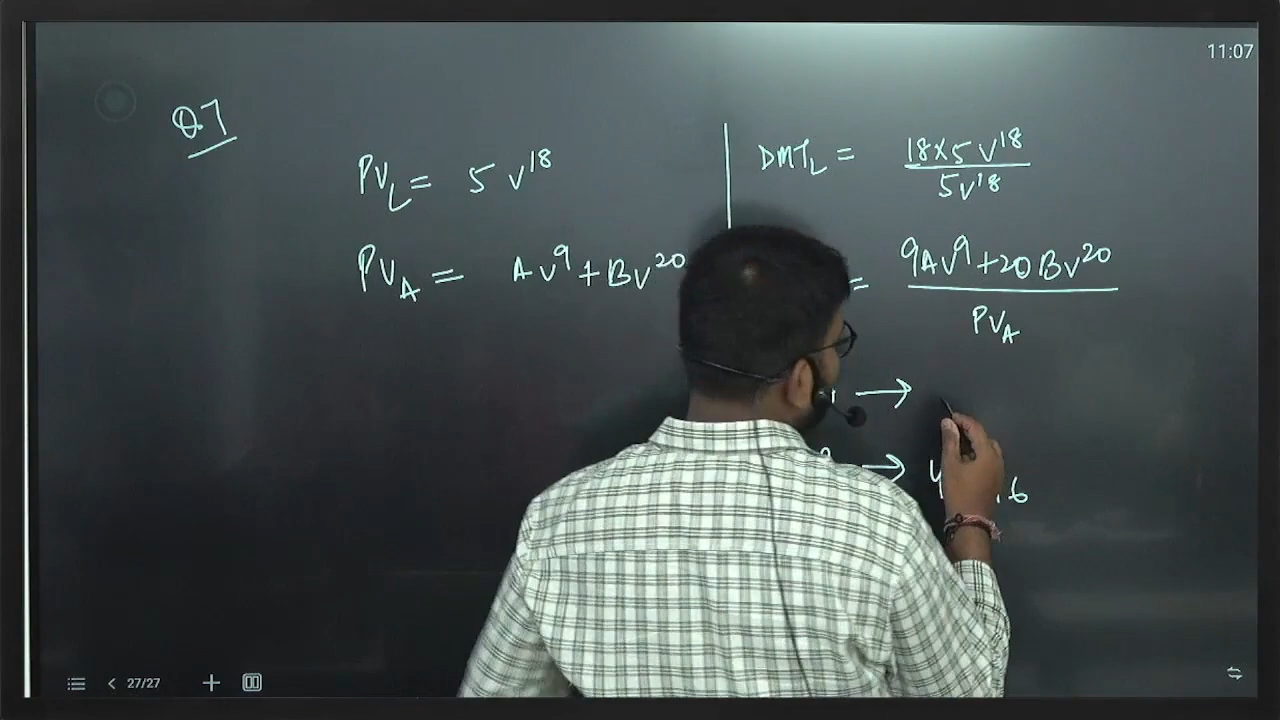 11:07
Q7
PV_L = 5 v^18
DMT_L = 18×5 v^18 / 5v^18
PV_A = Av^9 + Bv^20
= 9Av^9 + 20Bv^20 / PV_A
→
→
27/27